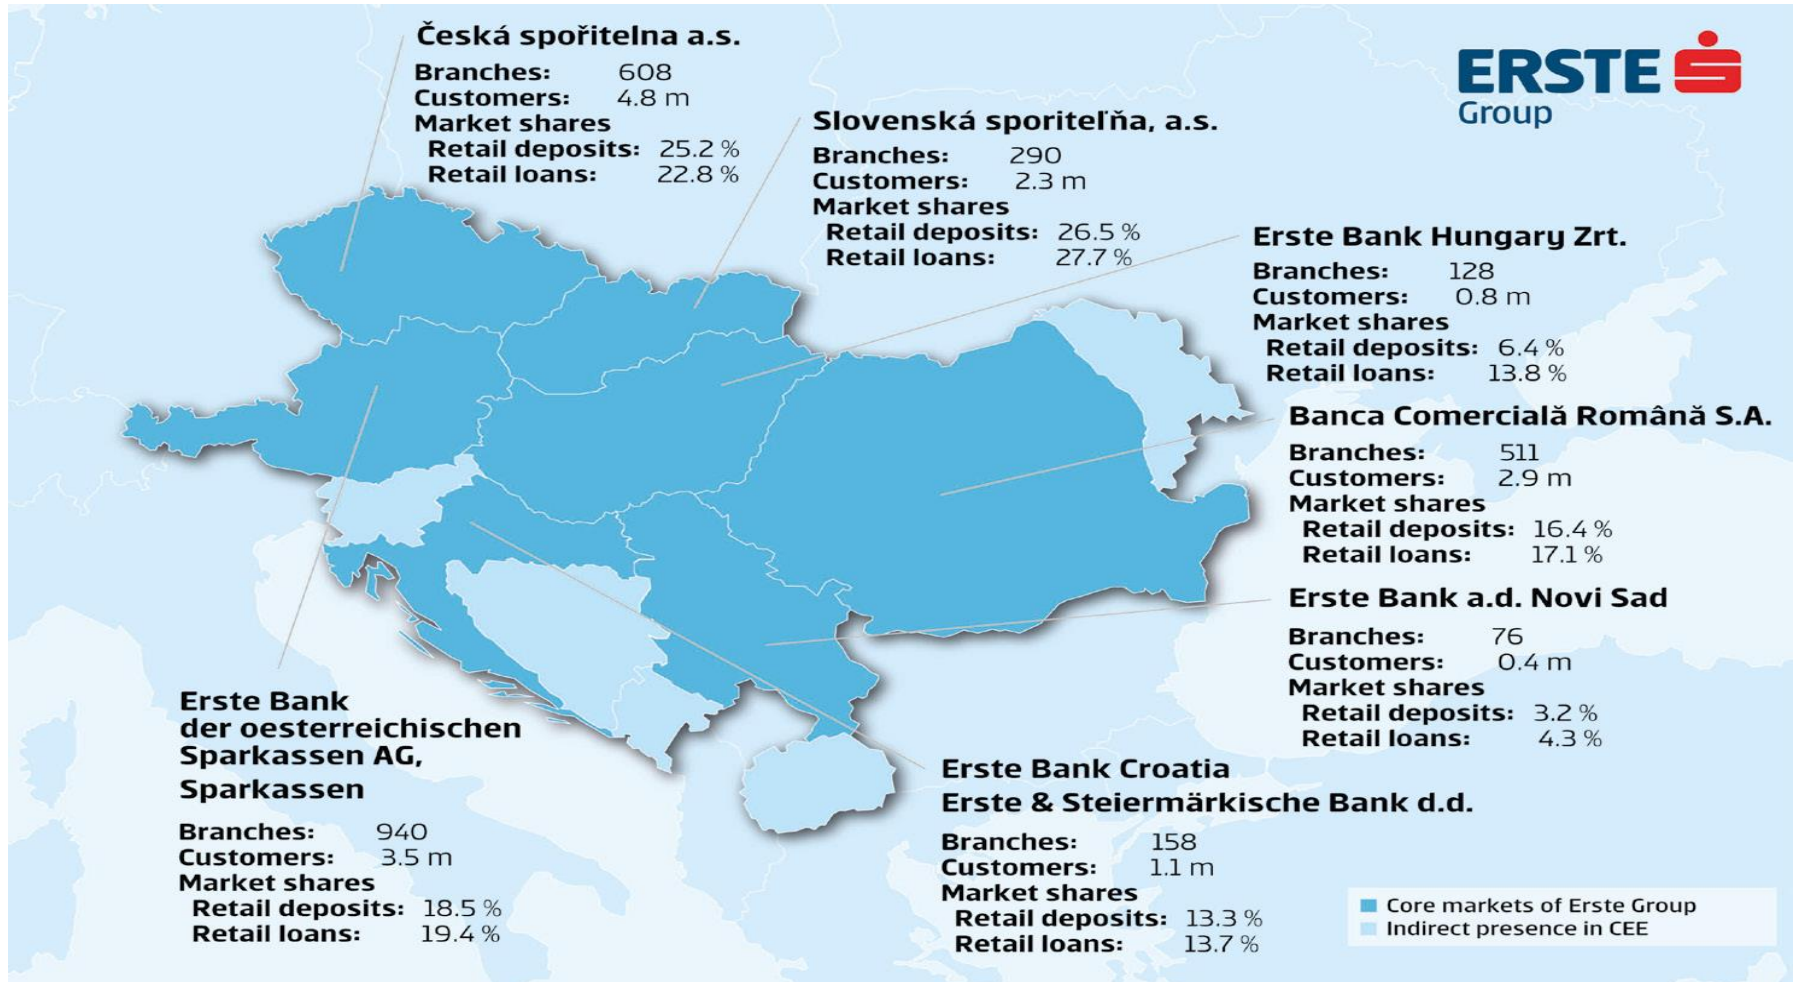 Česká spořitelna a.s.
Branches: 608
Customers: 4.8 m
Market shares
Retail deposits: 25.2 %
Retail loans: 22.8 %
ERSTE
Group
Slovenská sporiteľňa, a.s.
Branches: 290
Customers: 2.3 m
Market shares
Retail deposits: 26.5 %
Retail loans: 27.7 %
Erste Bank Hungary Zrt.
Branches: 128
Customers: 0.8 m
Market shares
Retail deposits: 6.4 %
Retail loans: 13.8 %
Banca Comercială Română S.A.
Branches: 511
Customers: 2.9 m
Market shares
Retail deposits: 16.4 %
Retail loans: 17.1 %
Erste Bank a.d. Novi Sad
Branches: 76
Customers: 0.4 m
Market shares
Retail deposits: 3.2 %
Retail loans: 4.3 %
Erste Bank
der oesterreichischen
Sparkassen AG,
Sparkassen
Branches: 940
Customers: 3.5 m
Market shares
Retail deposits: 18.5 %
Retail loans: 19.4 %
Erste Bank Croatia
Erste & Steiermärkische Bank d.d.
Branches: 158
Customers: 1.1 m
Market shares
Retail deposits: 13.3 %
Retail loans: 13.7 %
Core markets of Erste Group
Indirect presence in CEE